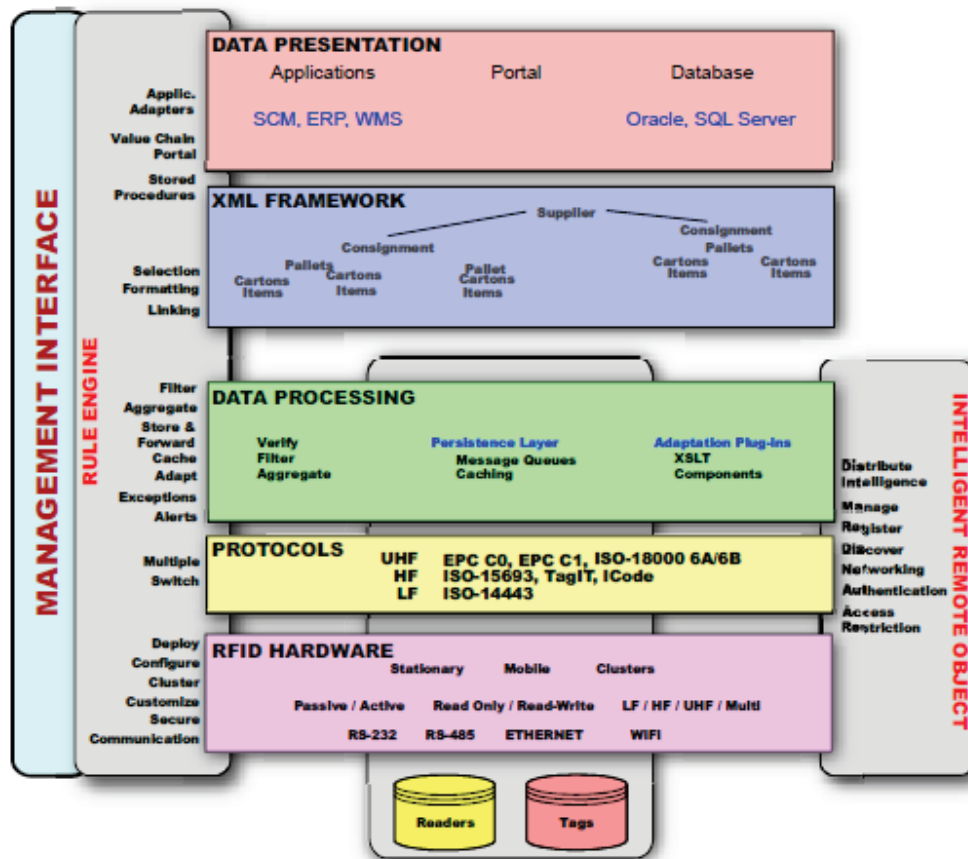 MANAGEMENT INTERFACE
RULE ENGINE
Applic.
Adapters
Value Chain
Portal
Stored
Procedures
Selection
Formatting
Linking
Filter
Aggregate
Store &
Forward
Cache
Adapt
Exceptions
Alerts
Multiple
Switch
Deploy
Configure
Cluster
Customize
Secure
Communication
DATA PRESENTATION
Applications Portal Database
SCM, ERP, WMS Oracle, SQL Server
XML FRAMEWORK
Supplier
Consignment Consignment
Pallets Pallet Pallets
Cartons Cartons Cartons Cartons Cartons
Items Items Items Items Items
DATA PROCESSING
Verify Persistence Layer Adaptation Plug-ins
Filter Message Queues XSLT
Aggregate Caching Components
PROTOCOLS
UHF EPC C0, EPC C1, ISO-18000 6A/6B
HF ISO-15693, TagIT, ICode
LF ISO-14443
RFID HARDWARE
Stationary Mobile Clusters
Passive / Active Read Only / Read-Write LF / HF / UHF / Multi
RS-232 RS-485 ETHERNET WIFI
Readers Tags
Distribute
Intelligence
Manage
Register
Discover
Networking
Authentication
Access
Restriction
INTELLIGENT REMOTE OBJECT